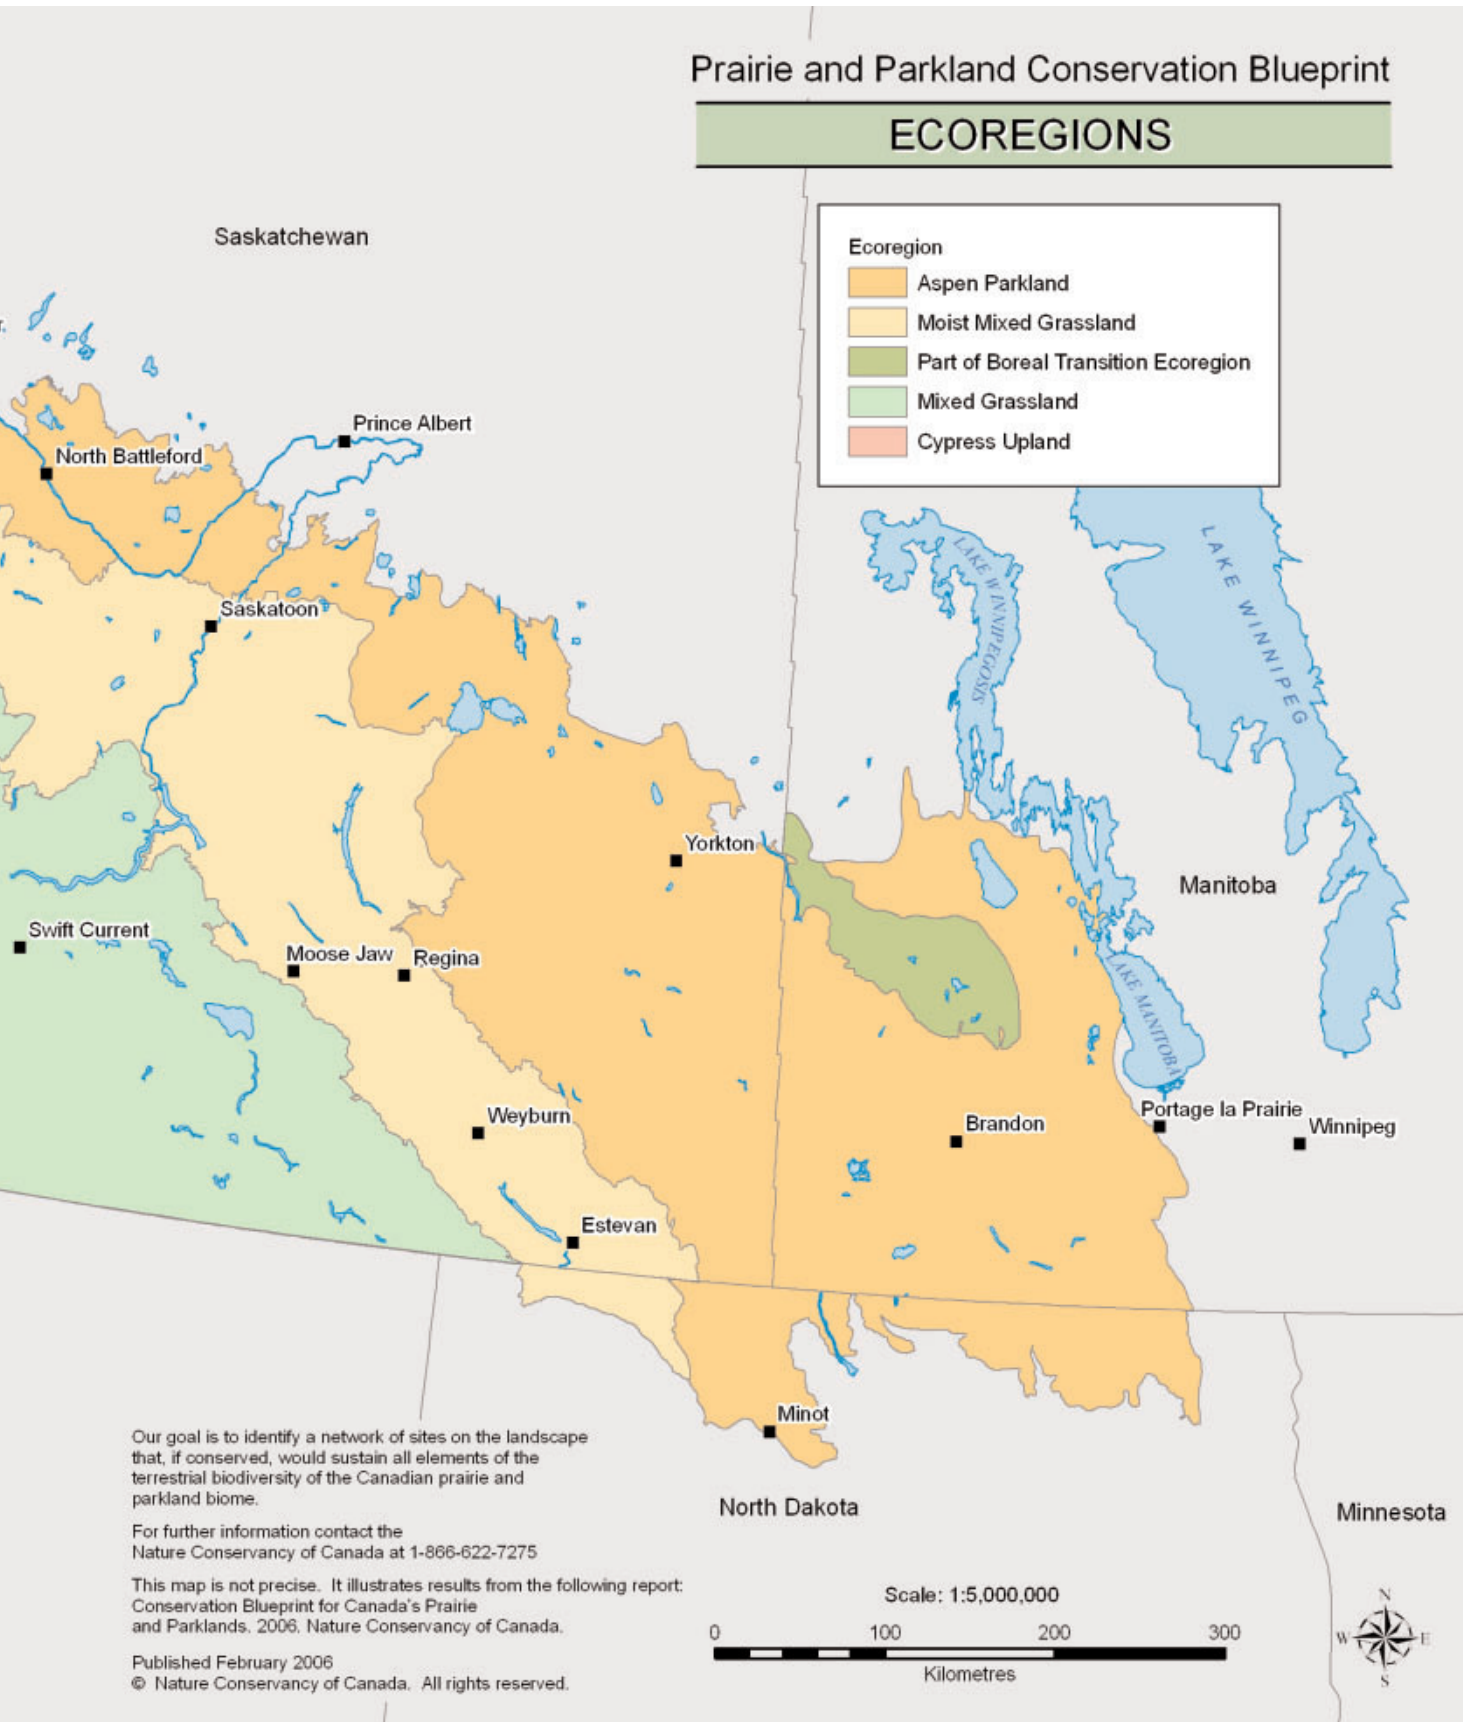 Prairie and Parkland Conservation Blueprint
ECOREGIONS
Saskatchewan
Ecoregion
Aspen Parkland
Moist Mixed Grassland
Part of Boreal Transition Ecoregion
Mixed Grassland
Cypress Upland
Prince Albert
North Battleford
LAKE WINNIPEGOSIS
LAKE WINNIPEG
Saskatoon
Yorkton
Manitoba
Swift Current
Moose Jaw
Regina
LAKE MANITOBA
Weyburn
Brandon
Portage la Prairie
Winnipeg
Estevan
Minot
North Dakota
Minnesota
Our goal is to identify a network of sites on the landscape
that, if conserved, would sustain all elements of the
terrestrial biodiversity of the Canadian prairie and
parkland biome.
For further information contact the
Nature Conservancy of Canada at 1-866-622-7275
This map is not precise. It illustrates results from the following report:
Conservation Blueprint for Canada's Prairie
and Parklands. 2006. Nature Conservancy of Canada.
Published February 2006
© Nature Conservancy of Canada. All rights reserved.
Scale: 1:5,000,000
0 100 200 300
Kilometres
N
W E
S